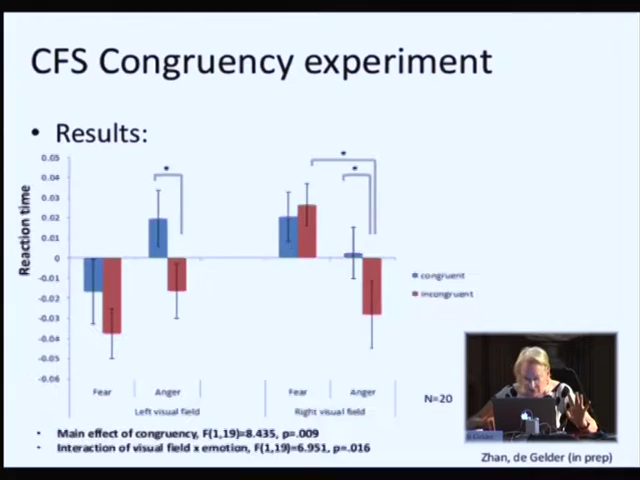 CFS Congruency experiment
• Results:
0.05
0.04
0.03
0.02
0.01
0
-0.01
-0.02
-0.03
-0.04
-0.05
-0.06
Reaction time
*
*
*
Fear
Anger
Fear
Anger
Left visual field
Right visual field
congruent
incongruent
N=20
• Main effect of congruency, F(1,19)=8.435, p=.009
• Interaction of visual field x emotion, F(1,19)=6.951, p=.016
Zhan, de Gelder (in prep)